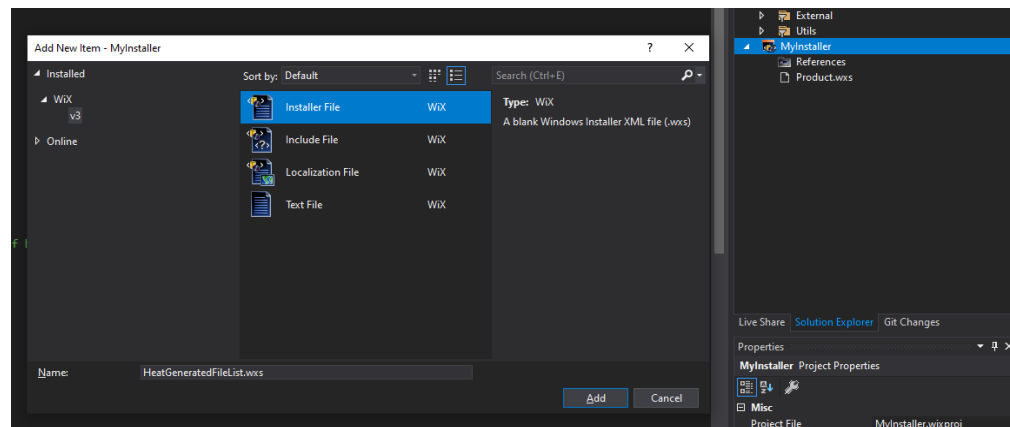 External
Utils
MyInstaller
References
Product.wxs
Add New Item - MyInstaller
?
Installed
WiX
v3
Online
Sort by: Default
Search (Ctrl+E)
Installer File WiX
Include File WiX
Localization File WiX
Text File WiX
Type: WiX
A blank Windows Installer XML file (.wxs)
f
Name: HeatGeneratedFileList.wxs
Add Cancel
Live Share Solution Explorer Git Changes
Properties
MyInstaller Project Properties
Misc
Project File MyInstaller.wixproj